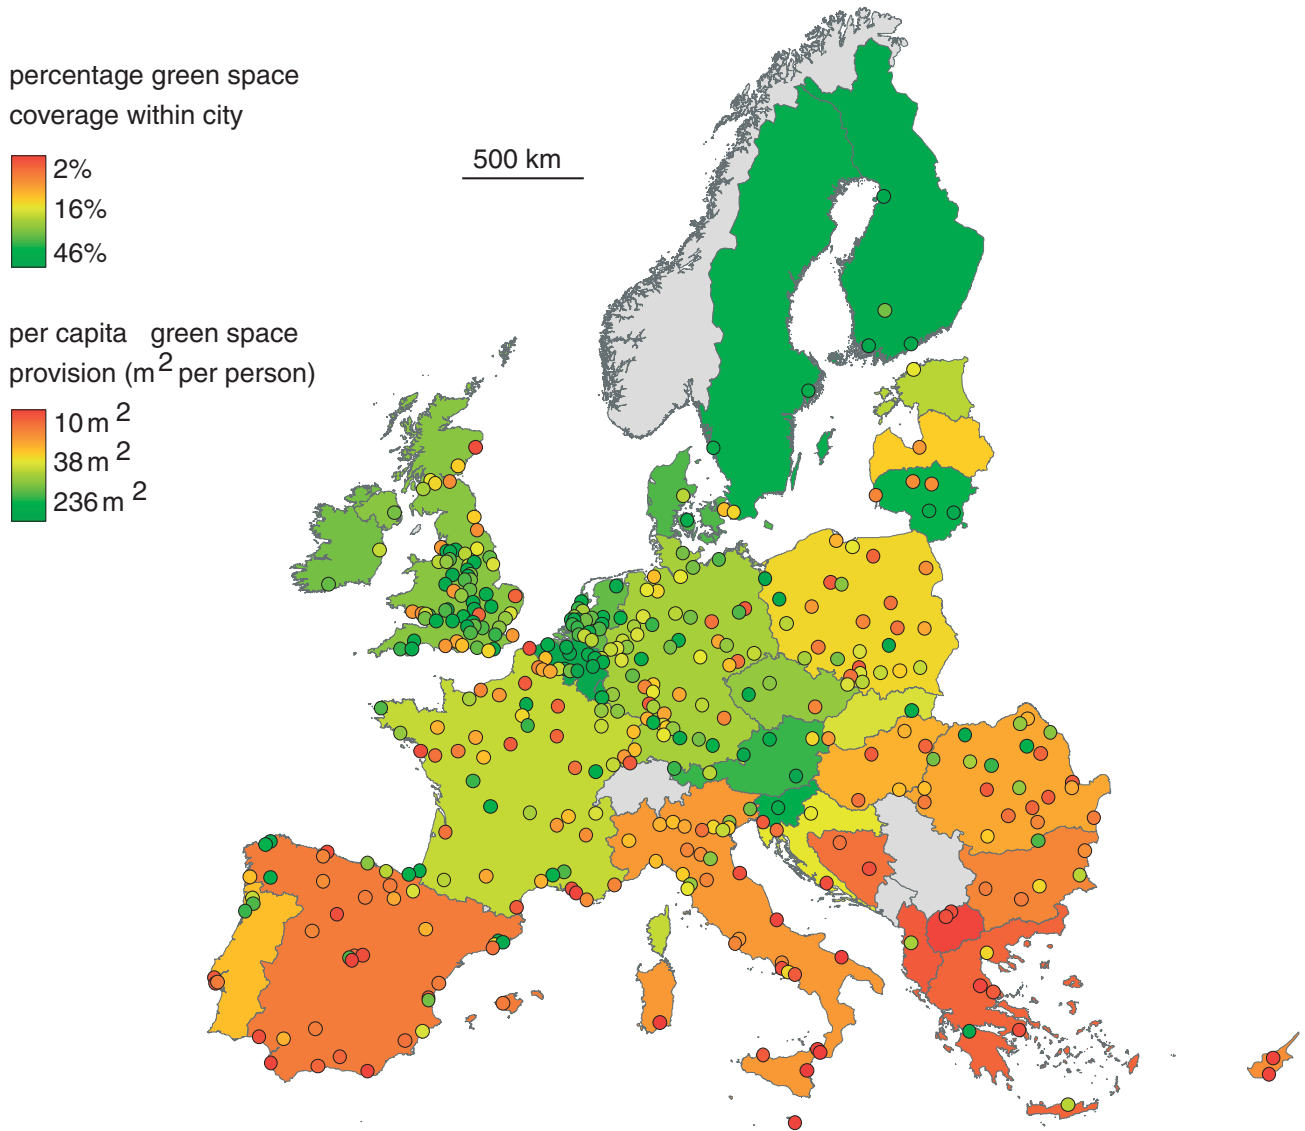 percentage green space
coverage within city
2%
16%
46%
500 km
per capita green space
provision (m² per person)
10 m²
38 m²
236 m²